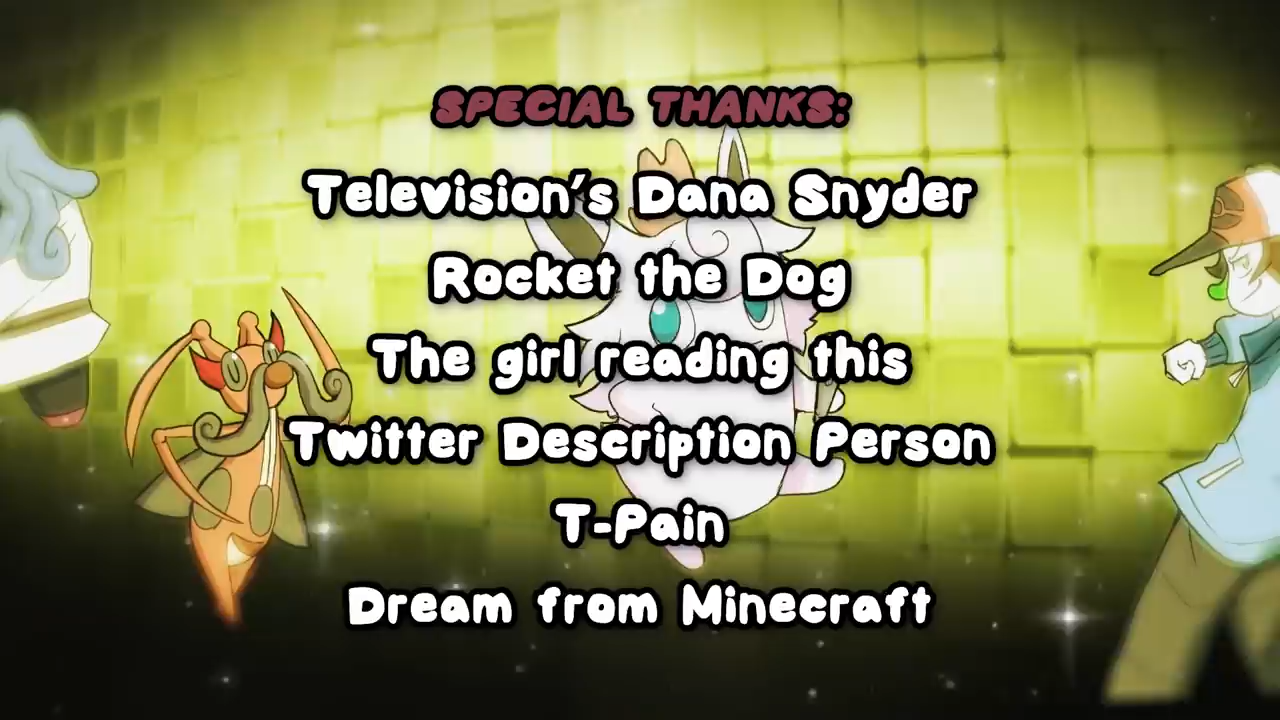 SPECIAL THANKS:
Television's Dana Snyder
Rocket the Dog
The girl reading this
Twitter Description Person
T-Pain
Dream from Minecraft